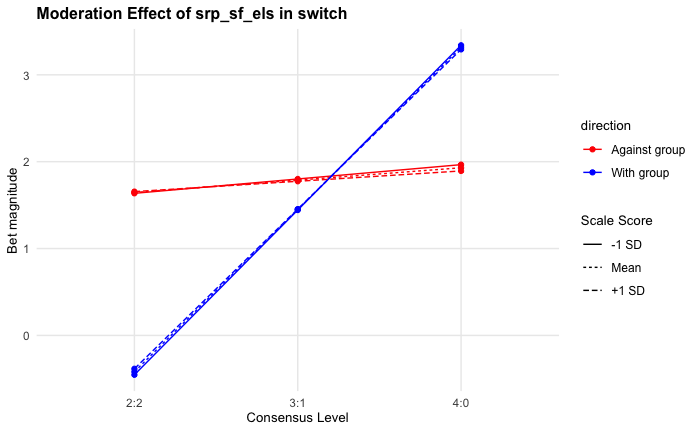 Moderation Effect of srp_sf_els in switch
Bet magnitude
3
2
1
0
2:2
3:1
4:0
Consensus Level
direction
Against group
With group
Scale Score
-1 SD
Mean
+1 SD